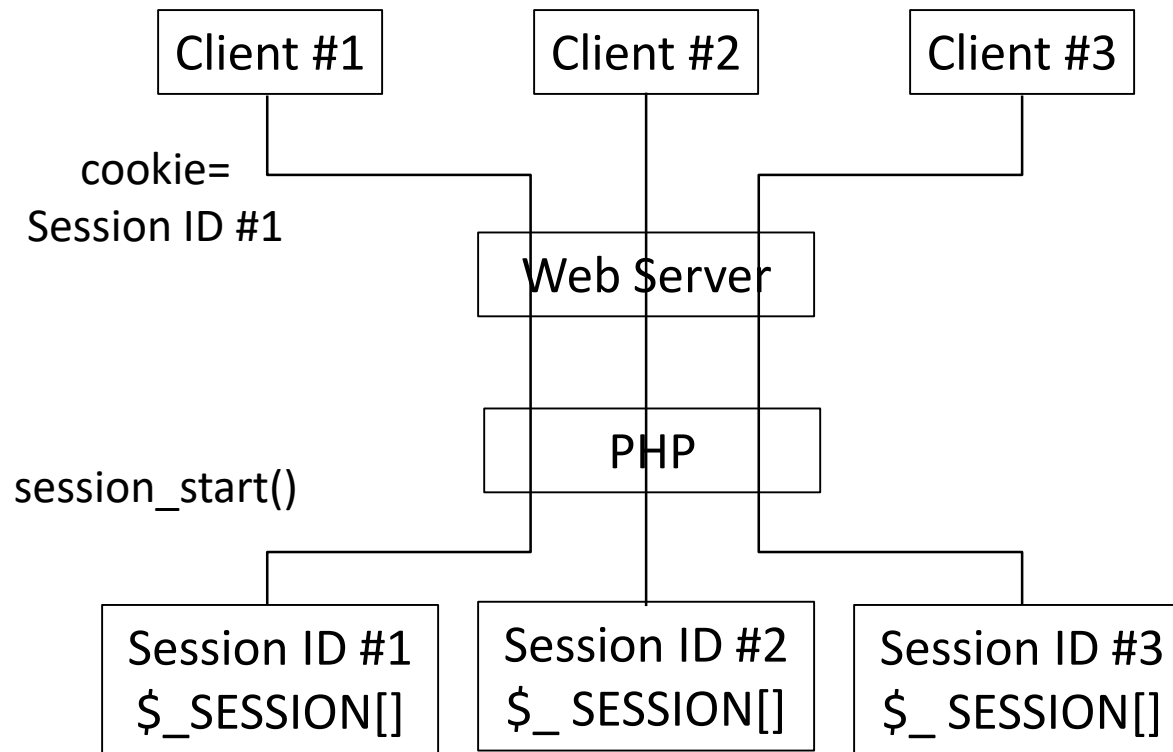 Client #1
Client #2
Client #3
cookie=
Session ID #1
Web Server
PHP
session_start()
Session ID #1
$_SESSION[]
Session ID #2
$_ SESSION[]
Session ID #3
$_ SESSION[]